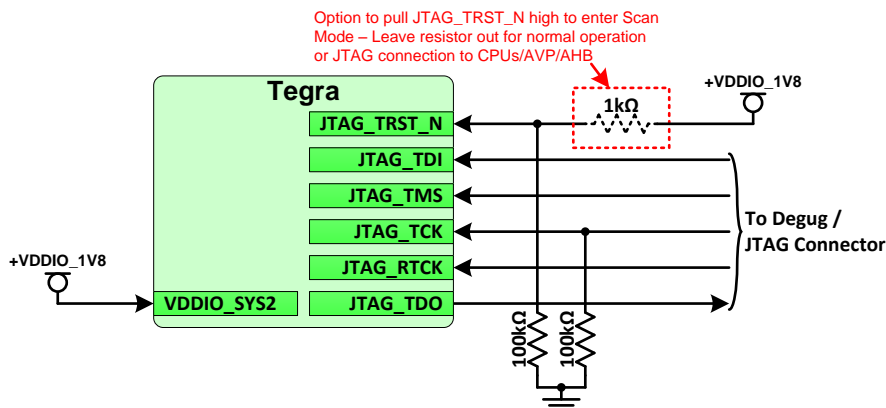 Option to pull JTAG_TRST_N high to enter Scan
Mode – Leave resistor out for normal operation
or JTAG connection to CPUs/AVP/AHB
Tegra
+VDDIO_1V8
1kΩ
JTAG_TRST_N
JTAG_TDI
JTAG_TMS
JTAG_TCK
JTAG_RTCK
JTAG_TDO
To Degug /
JTAG Connector
+VDDIO_1V8
VDDIO_SYS2
100kΩ
100kΩ